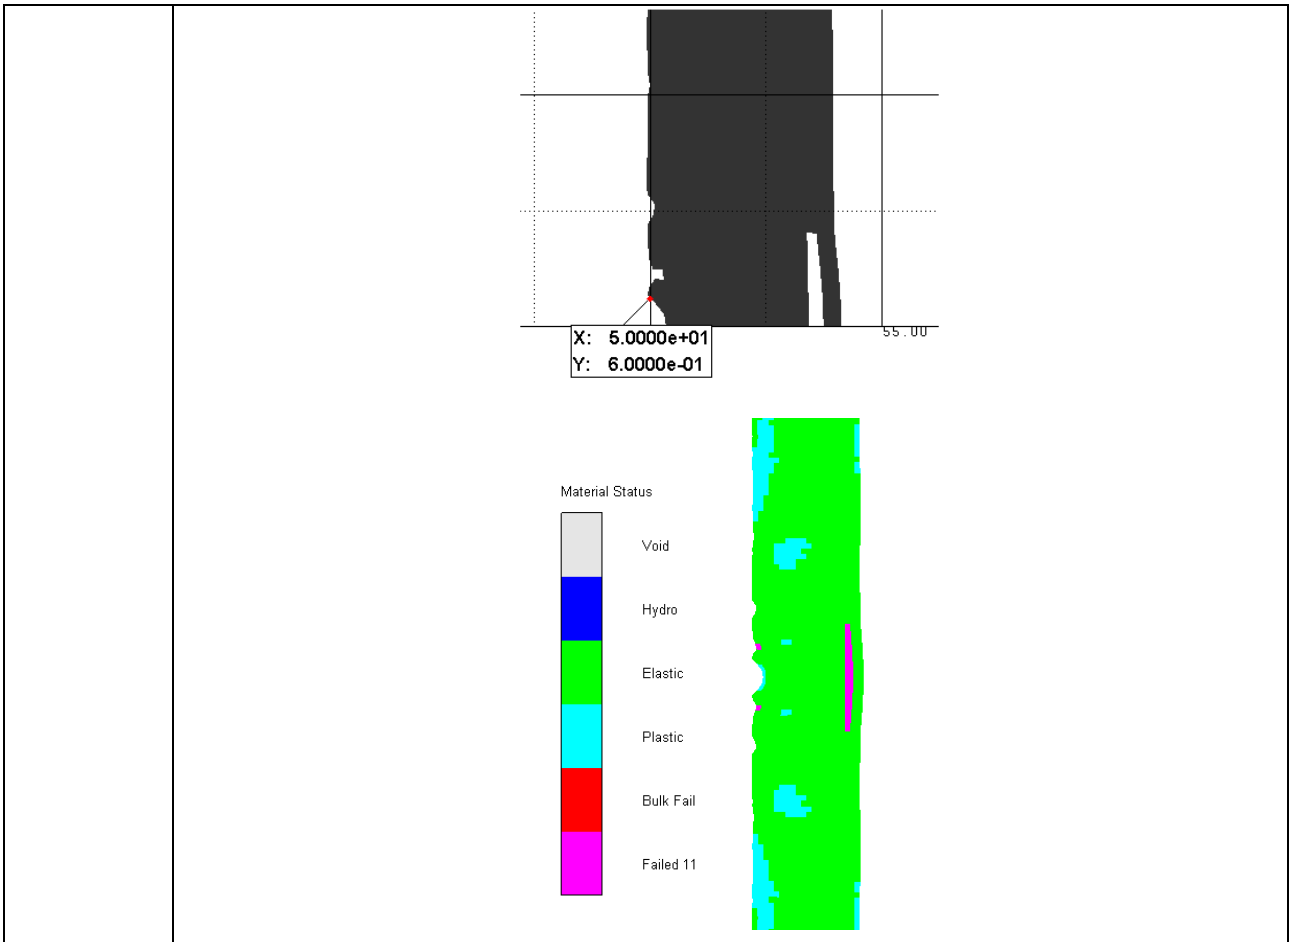 55.00
X: 5.0000e+01
Y: 6.0000e-01
Material Status
Void
Hydro
Elastic
Plastic
Bulk Fail
Failed 11